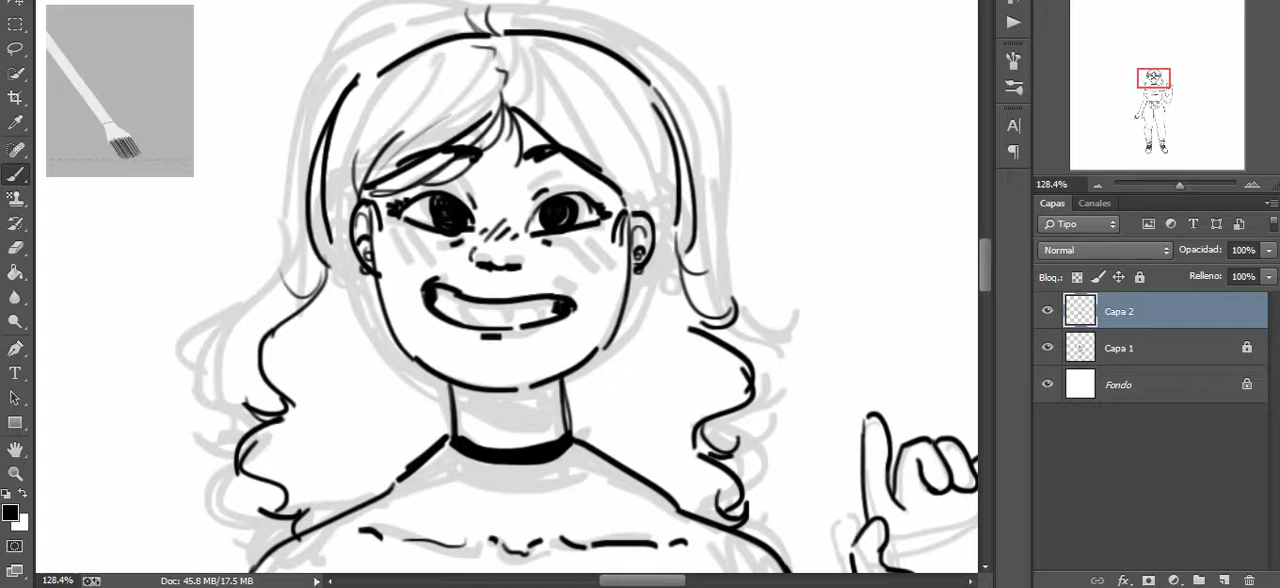 128.4%
Capas Canales
Tipo
Normal Opacidad: 100%
Bloq.: Relleno: 100%
Capa 2
Capa 1
Fondo
fx
128.4% Doc: 45.8 MB/17.5 MB